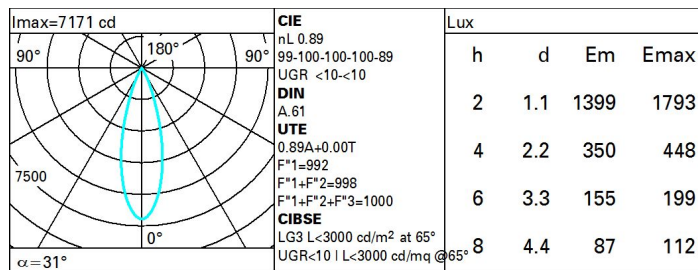 Imax=7171 cd
90° 180° 90°
7500
0°
α=31°
CIE
nL 0.89
99-100-100-100-89
UGR <10-<10
DIN
A.61
UTE
0.89A+0.00T
F"1=992
F"1+F"2=998
F"1+F"2+F"3=1000
CIBSE
LG3 L<3000 cd/m² at 65°
UGR<10 | L<3000 cd/mq @65°
Lux
h d Em Emax
2 1.1 1399 1793
4 2.2 350 448
6 3.3 155 199
8 4.4 87 112